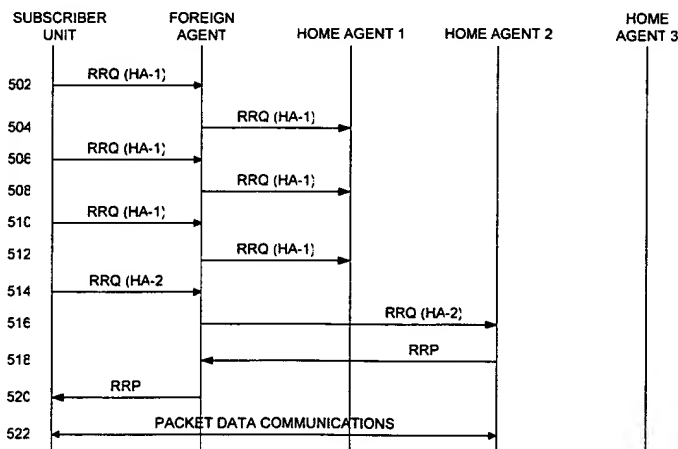 SUBSCRIBER
UNIT
FOREIGN
AGENT
HOME AGENT 1
HOME AGENT 2
HOME
AGENT 3
502
RRQ (HA-1)
504
RRQ (HA-1)
506
RRQ (HA-1)
508
RRQ (HA-1)
510
RRQ (HA-1)
512
RRQ (HA-1)
514
RRQ (HA-2
516
RRQ (HA-2)
518
RRP
520
RRP
522
PACKET DATA COMMUNICATIONS